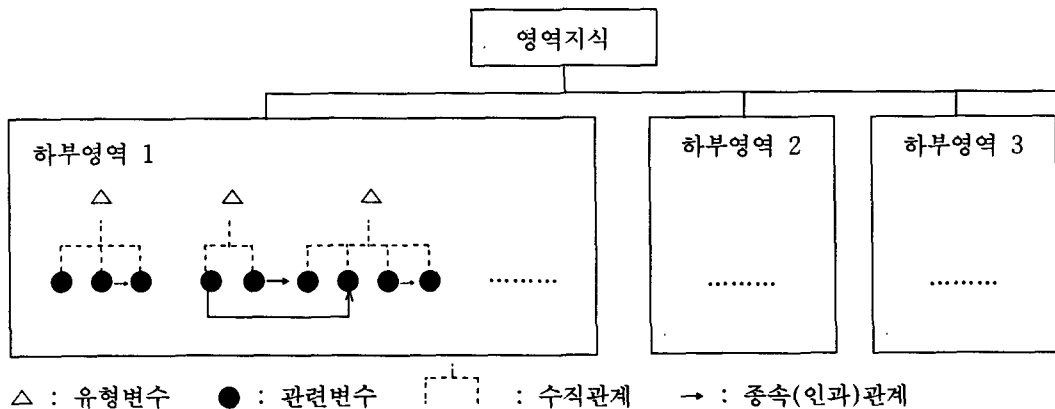 영역지식
하부영역 1
하부영역 2
하부영역 3
.........
.........
.........
△ : 유형변수 ● : 관련변수 : 수직관계 → : 종속(인과)관계